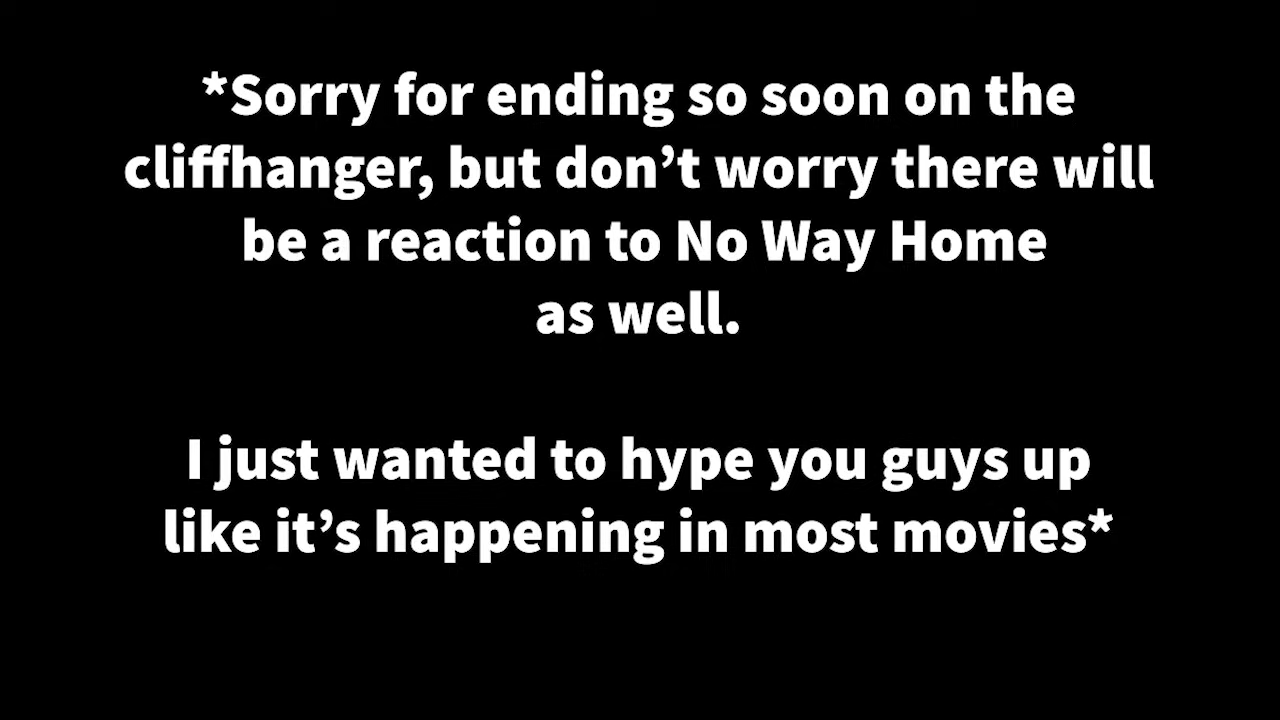 *Sorry for ending so soon on the
cliffhanger, but don’t worry there will
be a reaction to No Way Home
as well.
I just wanted to hype you guys up
like it’s happening in most movies*